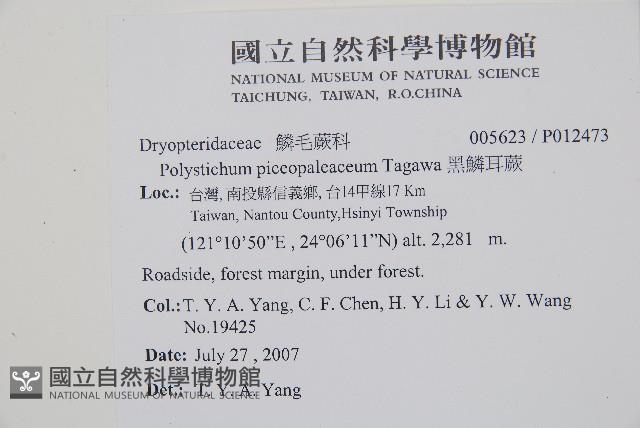 國立自然科學博物館
NATIONAL MUSEUM OF NATURAL SCIENCE
TAICHUNG, TAIWAN, R.O.CHINA
Dryopteridaceae 鱗毛蕨科 005623 / P012473
Polystichum piceopaleaceum Tagawa 黑鱗耳蕨
Loc.: 台灣, 南投縣信義鄉, 台14甲線17 Km
Taiwan, Nantou County,Hsinyi Township
(121°10’50”E , 24°06’11”N) alt. 2,281 m.
Roadside, forest margin, under forest.
Col.:T. Y. A. Yang, C. F. Chen, H. Y. Li & Y. W. Wang
No.19425
Date: July 27 , 2007
Det.: T. Y. A. Yang
國立自然科學博物館
NATIONAL MUSEUM OF NATURAL SCIENCE